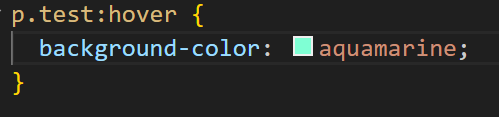 p.test:hover {
  background-color: aquamarine;
}